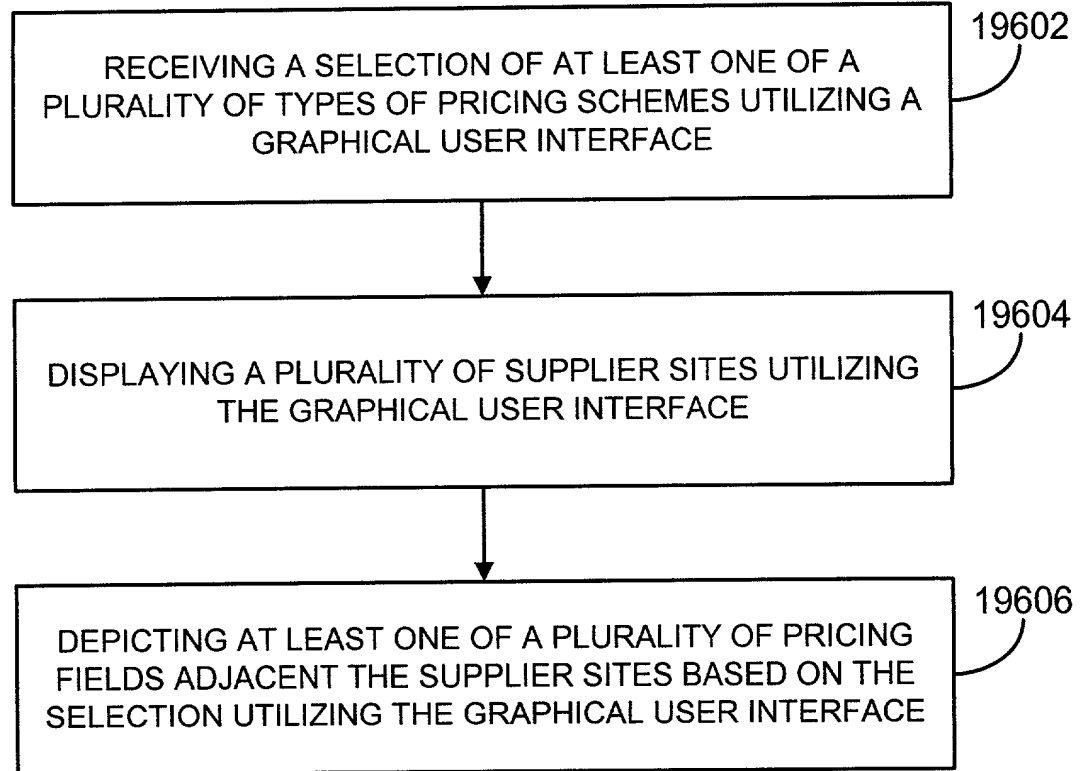 19602
RECEIVING A SELECTION OF AT LEAST ONE OF A
PLURALITY OF TYPES OF PRICING SCHEMES UTILIZING A
GRAPHICAL USER INTERFACE
19604
DISPLAYING A PLURALITY OF SUPPLIER SITES UTILIZING
THE GRAPHICAL USER INTERFACE
19606
DEPICTING AT LEAST ONE OF A PLURALITY OF PRICING
FIELDS ADJACENT THE SUPPLIER SITES BASED ON THE
SELECTION UTILIZING THE GRAPHICAL USER INTERFACE